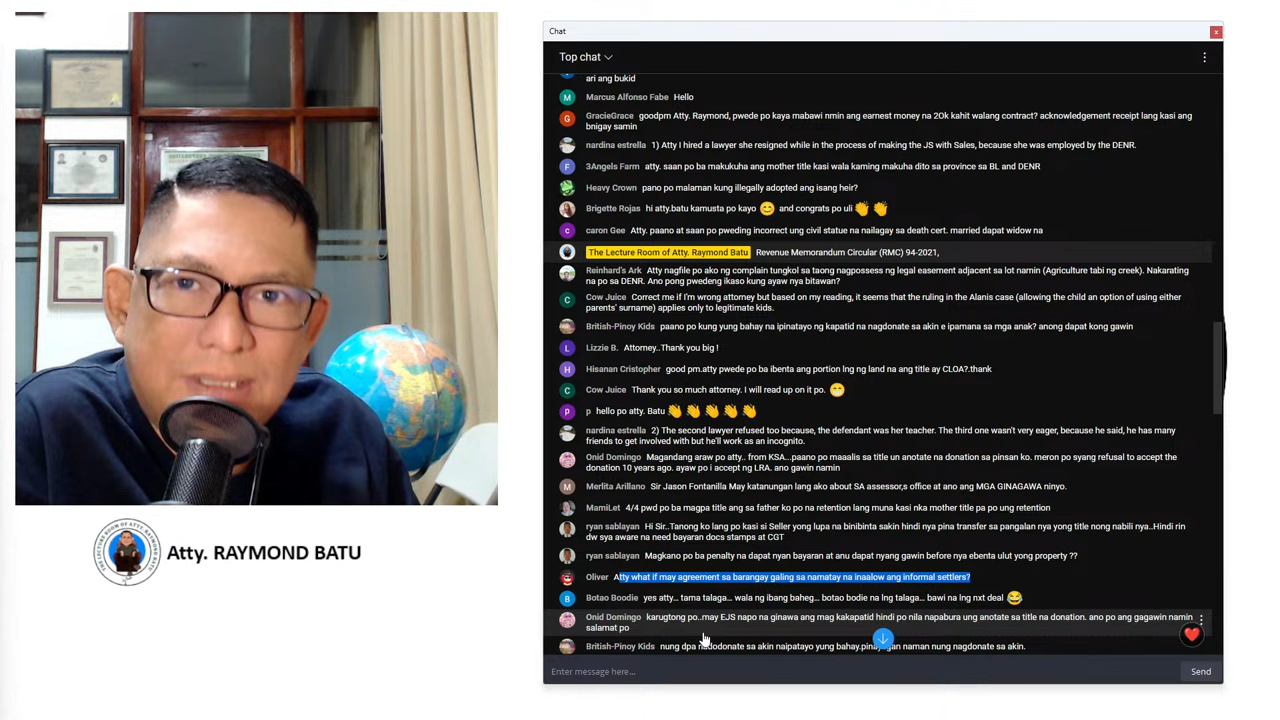 Chat
x
Top chat
ari ang bukid
Marcus Alfonso Fabe Hello
GracieGrace goodpm Atty. Raymond, pwede po kaya mabawi nmin ang earnest money na 2Ok kahit walang contract? acknowledgement receipt lang kasi ang
bnigay samin
nardina estrella 1) Atty I hired a lawyer she resigned while in the process of making the JS with Sales, because she was employed by the DENR.
3Angels Farm atty. saan po ba makukuha ang mother title kasi wala kaming makuha dito sa province sa BL and DENR
Heavy Crown pano po malaman kung illegally adopted ang isang heir?
Brigette Rojas hi atty.batu kamusta po kayo 😊 and congrats po uli 👏 👏
caron Gee Atty. paano at saan po pweding incorrect ung civil statue na nailagay sa death cert. married dapat widow na
The Lecture Room of Atty. Raymond Batu Revenue Memorandum Circular (RMC) 94-2021,
Reinhard's Ark Atty nagfile po ako ng complain tungkol sa taong nagpossess ng legal easement adjacent sa lot namin (Agriculture tabi ng creek). Nakarating
na po sa DENR. Ano pong pwedeng ikaso kung ayaw nya bitawan?
Cow Juice Correct me if I'm wrong attorney but based on my reading, it seems that the ruling in the Alanis case (allowing the child an option of using either
parents' surname) applies only to legitimate kids.
British-Pinoy Kids paano po kung yung bahay na ipinatayo ng kapatid na nagdonate sa akin e ipamana sa mga anak? anong dapat kong gawin
Lizzie B. Attorney..Thank you big !
Hisanan Cristopher good pm.atty pwede po ba ibenta ang portion lng ng land na ang title ay CLOA?.thank
Cow Juice Thank you so much attorney. I will read up on it po. 😁
p hello po atty. Batu 👏 👏 👏 👏 👏
nardina estrella 2) The second lawyer refused too because, the defendant was her teacher. The third one wasn't very eager, because he said, he has many
friends to get involved with but he'll work as an incognito.
Onid Domingo Magandang araw po atty.. from KSA...paano po maaalis sa title un anotate na donation sa pinsan ko. meron po syang refusal to accept the
donation 10 years ago. ayaw po i accept ng LRA. ano gawin namin
Merlita Arillano Sir Jason Fontanilla May katanungan lang ako about SA assessor,s office at ano ang MGA GINAGAWA ninyo.
MamiLet 4/4 pwd po ba magpa title ang sa father ko po na retention lang muna kasi nka mother title pa po ung retention
ryan sablayan Hi Sir..Tanong ko lang po kasi si Seller yong lupa na binibinta sakin hindi nya pina transfer sa pangalan nya yong title nong nabili nya..Hindi rin
dw sya aware na need bayaran docs stamps at CGT
ryan sablayan Magkano po ba penalty na dapat nyan bayaran at anu dapat nyang gawin before nya ebenta ulut yong property ??
Oliver Atty what if may agreement sa barangay galing sa namatay na inaalow ang informal settlers?
Botao Boodie yes atty… tama talaga… wala ng ibang baheg… botao bodie na lng talaga… bawi na lng nxt deal 😂
Onid Domingo karugtong po..may EJS napo na ginawa ang mag kakapatid hindi po nila napabura ung anotate sa title na donation. ano po ang gagawin namin
salamat po
British-Pinoy Kids nung dpa nadodonate sa akin naipatayo yung naman nung nagdonate sa akin.
Enter message here...
Send
Atty. RAYMOND BATU